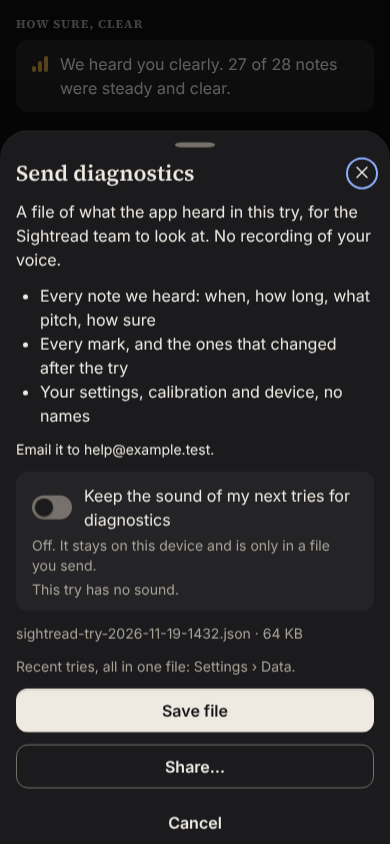 HOW SURE, CLEAR
We heard you clearly. 27 of 28 notes
were steady and clear.
Send diagnostics
A file of what the app heard in this try, for the
Sightread team to look at. No recording of your
voice.
• Every note we heard: when, how long, what
pitch, how sure
• Every mark, and the ones that changed
after the try
• Your settings, calibration and device, no
names
Email it to help@example.test.
Keep the sound of my next tries for
diagnostics
Off. It stays on this device and is only in a file
you send.
This try has no sound.
sightread-try-2026-11-19-1432.json · 64 KB
Recent tries, all in one file: Settings › Data.
Save file
Share…
Cancel